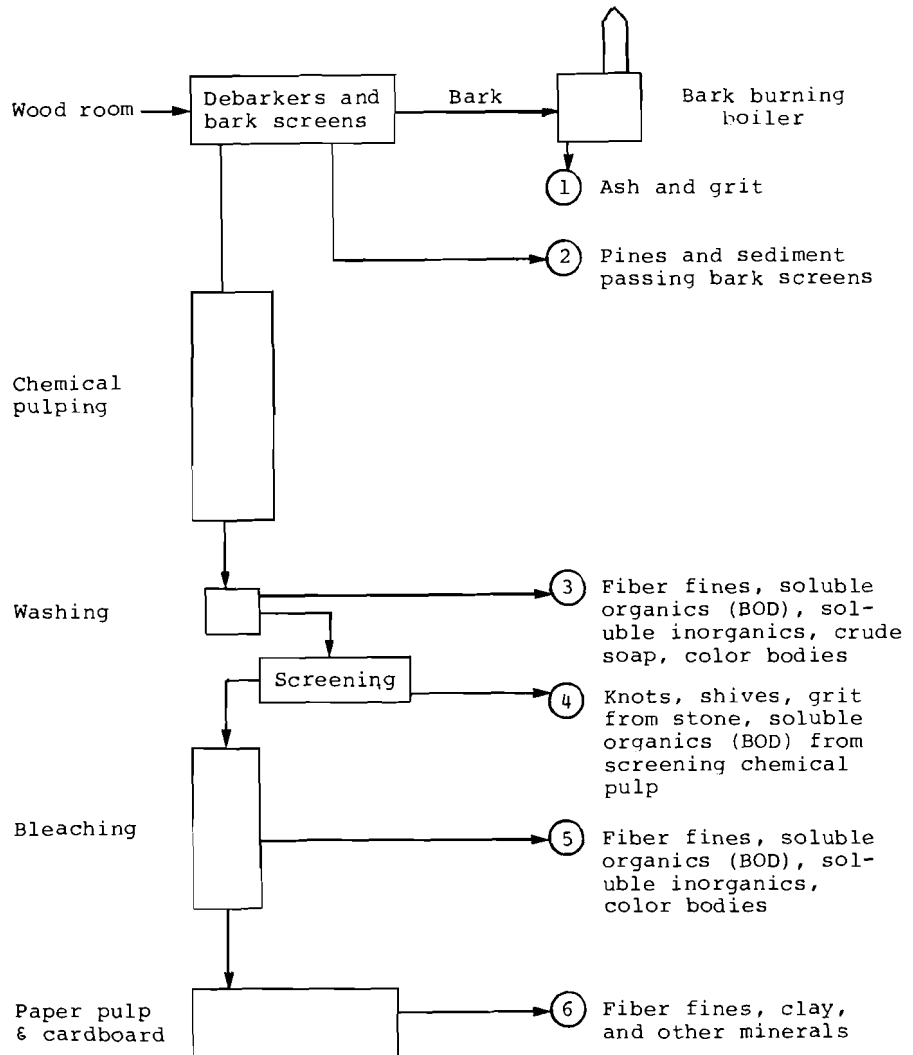 Wood room
Debarkers and
bark screens
Bark
Bark burning
boiler
1 Ash and grit
2 Pines and sediment
passing bark screens
Chemical
pulping
Washing
3 Fiber fines, soluble
organics (BOD), sol-
uble inorganics, crude
soap, color bodies
Screening
4 Knots, shives, grit
from stone, soluble
organics (BOD) from
screening chemical
pulp
Bleaching
5 Fiber fines, soluble
organics (BOD), sol-
uble inorganics,
color bodies
Paper pulp
& cardboard
6 Fiber fines, clay,
and other minerals